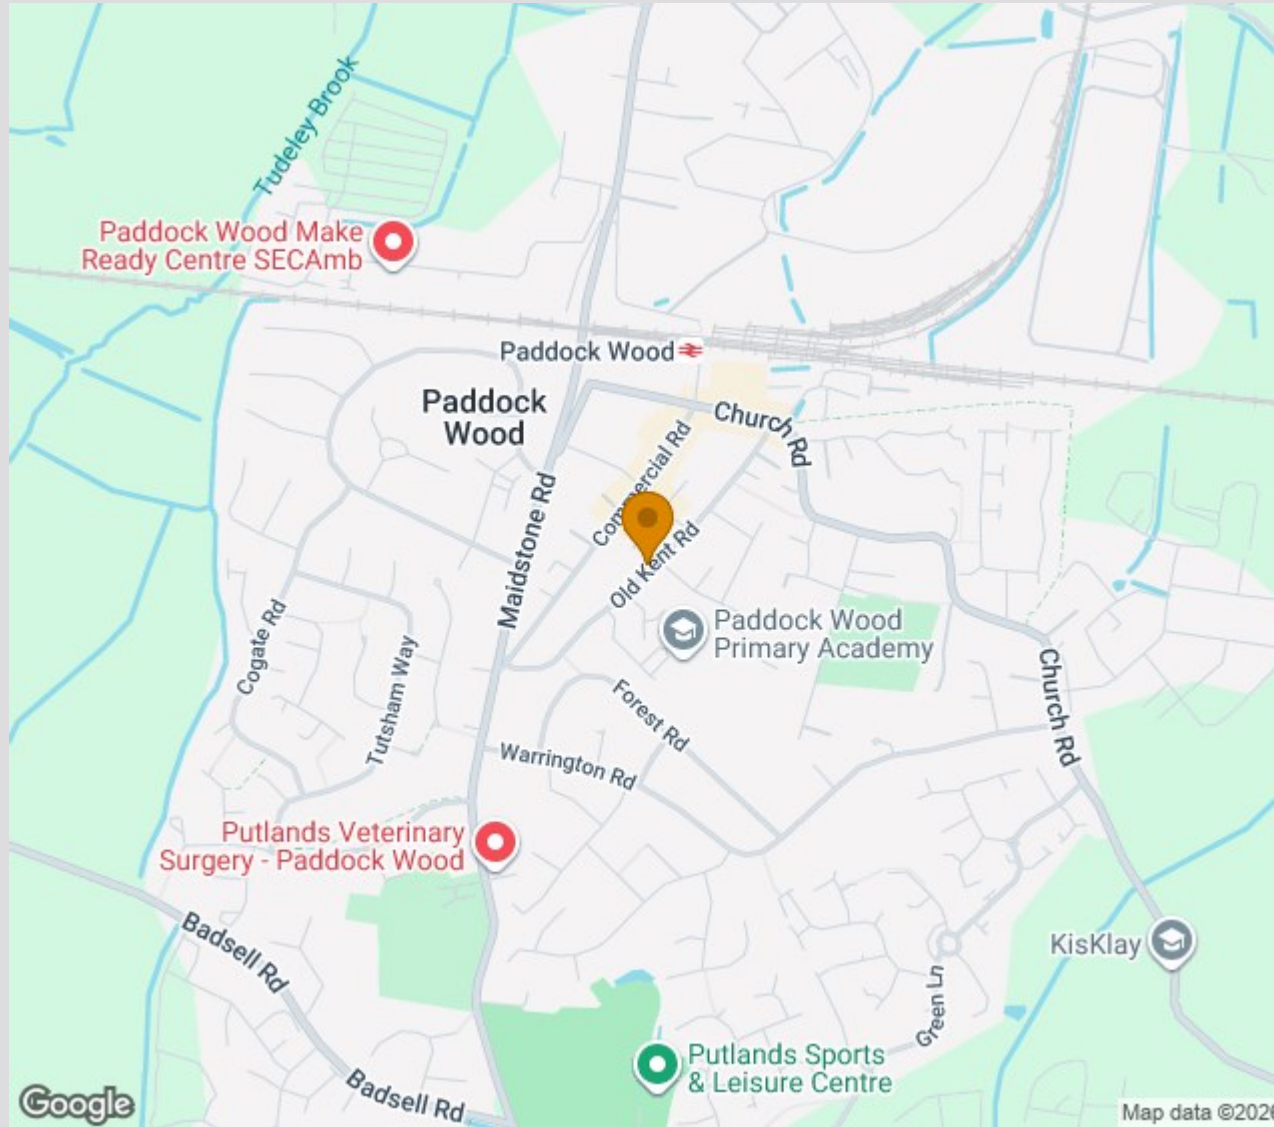 Tudeley Brook
Paddock Wood Make
Ready Centre SECAmb
Paddock Wood
Paddock
Wood
Church Rd
Commercial Rd
Maidstone Rd
Old Kent Rd
Paddock Wood
Primary Academy
Cogate Rd
Tutsham Way
Forest Rd
Church Rd
Warrington Rd
Putlands Veterinary
Surgery - Paddock Wood
Badsell Rd
KisKlay
Green Ln
Putlands Sports
& Leisure Centre
Badsell Rd
Google
Map data ©2026